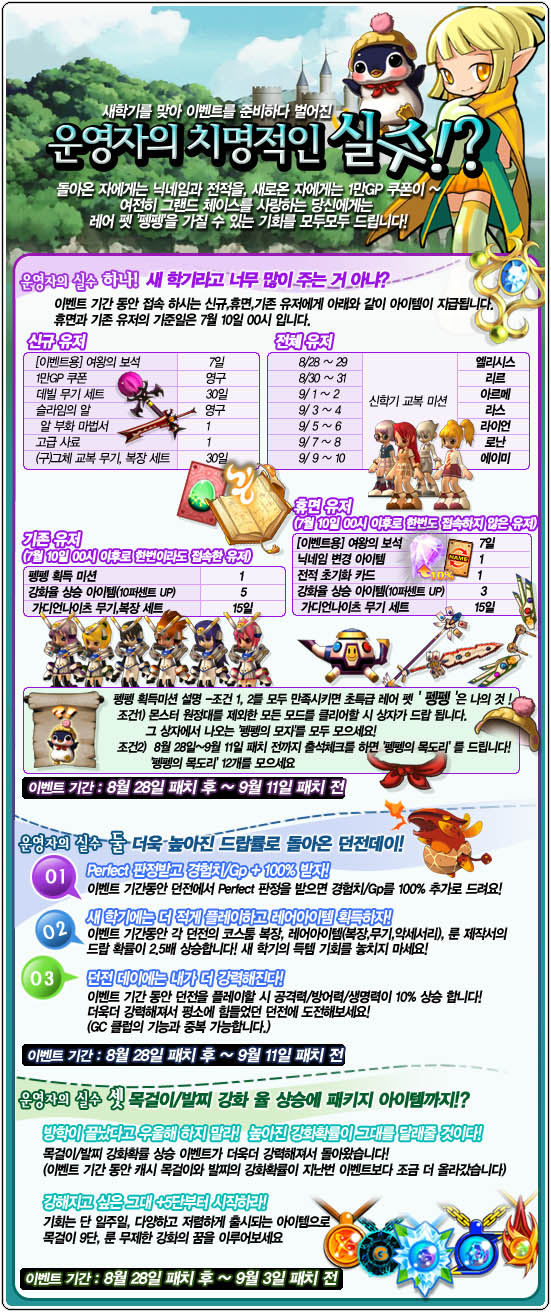 새학기를 맞아 이벤트를 준비하다 벌어진
운영자의 치명적인 실수!?
돌아온 자에게는 닉네임과 전적을, 새로온 자에게는 1만GP 쿠폰이 ~
여전히 그랜드 체이스를 사랑하는 당신에게는
레어 펫 '펭펭'을 가질 수 있는 기회를 모두모두 드립니다!
운영자의 실수 하나! 새 학기라고 너무 많이 주는 거 아냐?
이벤트 기간 동안 접속 하시는 신규,휴면,기존 유저에게 아래와 같이 아이템이 지급됩니다.
휴면과 기존 유저의 기준일은 7월 10일 00시 입니다.
신규 유저
[이벤트용] 여왕의 보석 7일
1만GP 쿠폰 영구
데빌 무기 세트 30일
슬라임의 알 영구
알 부화 마법서 1
고급 사료 1
(구)그체 교복 무기, 복장 세트 30일
전체 유저
8/28 ~ 29 엘리시스
8/30 ~ 31 리르
9/ 1 ~ 2 아르메
신학기 교복 미션
9/ 3 ~ 4 라스
9/ 5 ~ 6 라이언
9/ 7 ~ 8 로난
9/ 9 ~ 10 에이미
기존 유저
(7월 10일 00시 이후로 한번이라도 접속한 유저)
펭펭 획득 미션 1
강화율 상승 아이템(10퍼센트 UP) 5
가디언나이츠 무기,복장 세트 15일
휴면 유저
(7월 10일 00시 이후로 한번도 접속하지 않은 유저)
[이벤트용] 여왕의 보석 7일
닉네임 변경 아이템 1
전적 초기화 카드 1
강화율 상승 아이템(10퍼센트 UP) 3
가디언나이츠 무기 세트 15일
NAME
10%
펭펭 획득미션 설명 -조건 1, 2를 모두 만족시키면 초특급 레어 펫 ' 펭펭 '은 나의 것 !
조건1) 몬스터 원정대를 제외한 모든 모드를 클리어할 시 상자가 드랍 됩니다.
그 상자에서 나오는 '펭펭의 모자'를 모두 모으세요!
조건2) 8월 28일~9월 11일 패치 전까지 출석체크를 하면 '펭펭의 목도리' 를 드립니다!
'펭펭의 목도리' 12개를 모으세요
이벤트 기간 : 8월 28일 패치 후 ~ 9월 11일 패치 전
운영자의 실수 둘 더욱 높아진 드랍률로 돌아온 던전데이!
01 Perfect 판정받고 경험치/Gp + 100% 받자!
이벤트 기간동안 던전에서 Perfect 판정을 받으면 경험치/Gp를 100% 추가로 드려요!
02 새 학기에는 더 적게 플레이하고 레어아이템 획득하자!
이벤트 기간동안 각 던전의 코스튬 복장, 레어아이템(복장,무기,악세서리), 룬 제작서의
드랍 확률이 2.5배 상승합니다! 새 학기의 득템 기회를 놓치지 마세요!
03 던전 데이에는 내가 더 강력해진다!
이벤트 기간 동안 던전을 플레이할 시 공격력/방어력/생명력이 10% 상승 합니다!
더욱더 강력해져서 평소에 힘들었던 던전에 도전해보세요!
(GC 클럽의 기능과 중복 가능합니다.)
이벤트 기간 : 8월 28일 패치 후 ~ 9월 11일 패치 전
운영자의 실수 셋 목걸이/발찌 강화 율 상승에 패키지 아이템까지!?
방학이 끝났다고 우울해 하지 말라! 높아진 강화확률이 그대를 달래줄 것이다!
목걸이/발찌 강화확률 상승 이벤트가 더욱더 강력해져서 돌아왔습니다!
(이벤트 기간 동안 캐시 목걸이와 발찌의 강화확률이 지난번 이벤트보다 조금 더 올라갔습니다)
강해지고 싶은 그대 +5단부터 시작하라!
기회는 단 일주일, 다양하고 저렴하게 출시되는 아이템으로
목걸이 9단, 룬 무제한 강화의 꿈을 이루어보세요
이벤트 기간 : 8월 28일 패치 후 ~ 9월 3일 패치 전